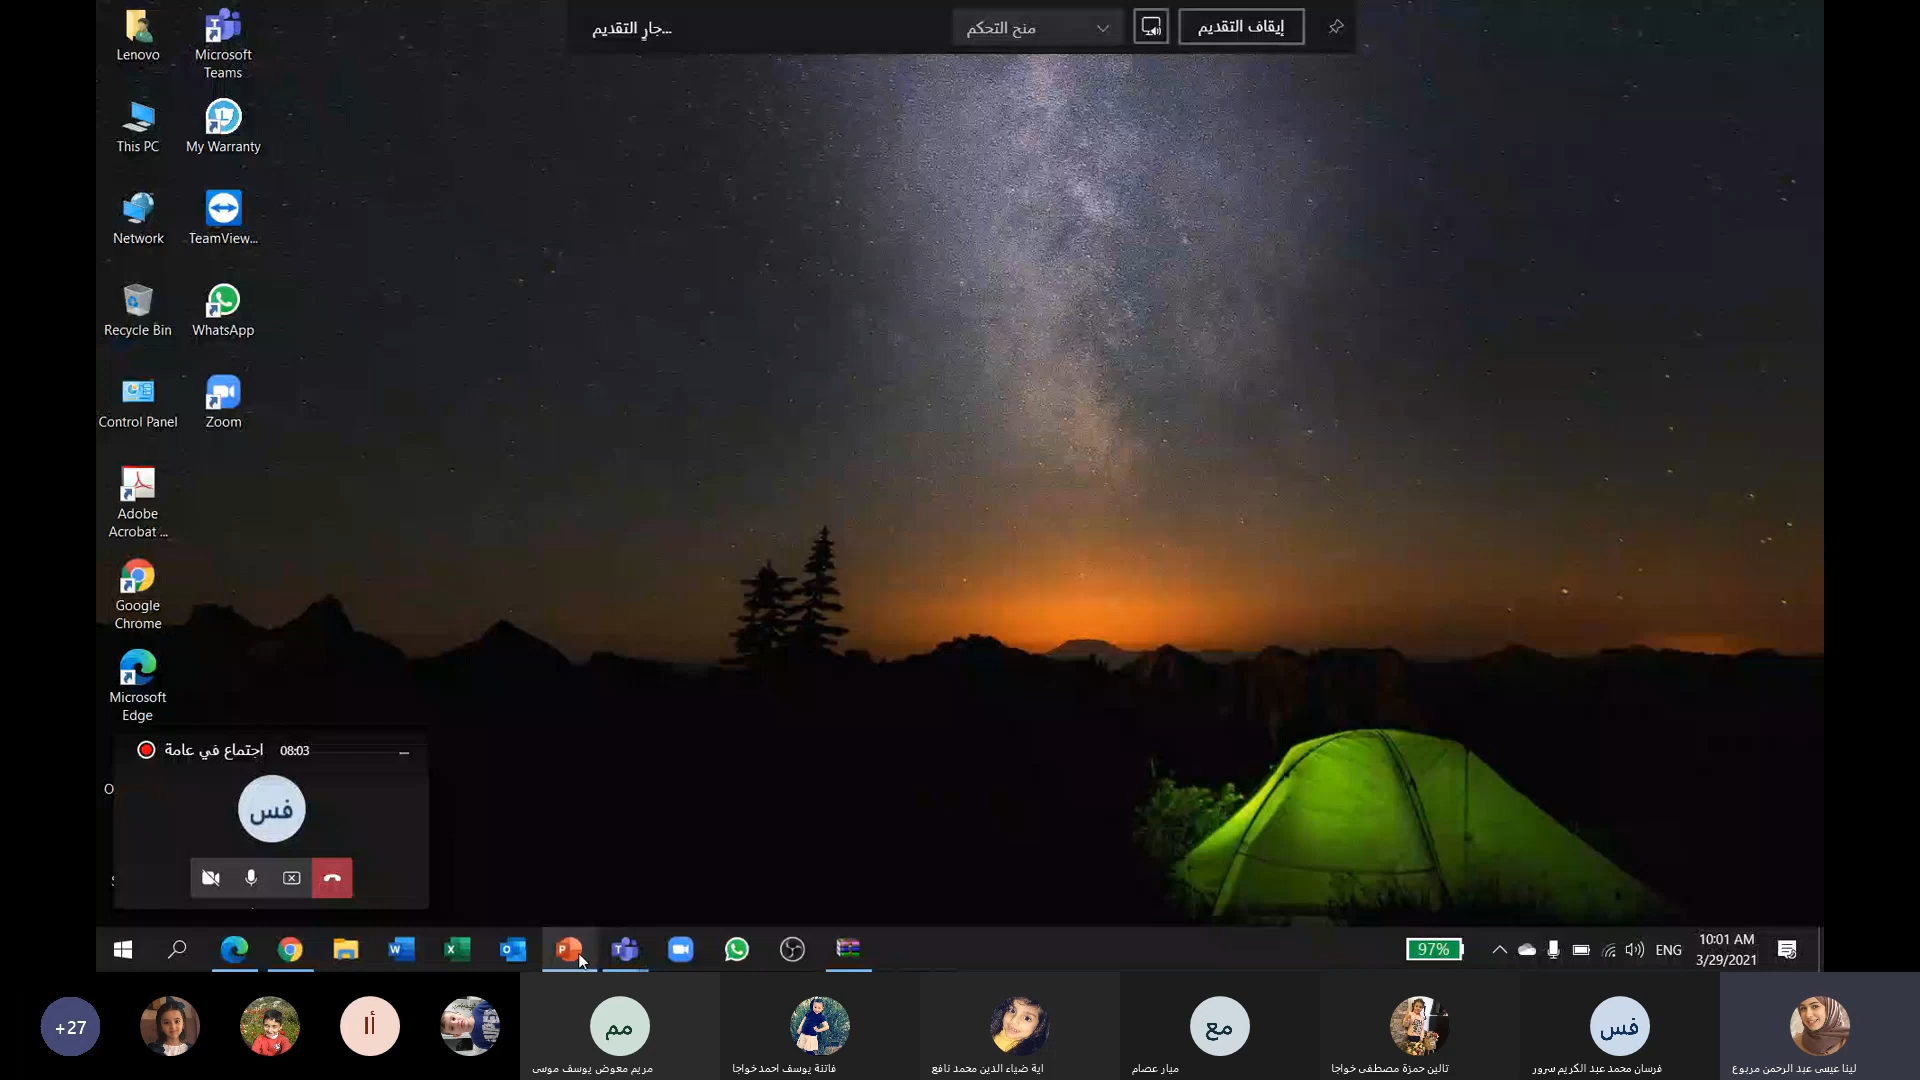 Lenovo
Microsoft
Teams
جارٍ التقديم...
منح التحكم
إيقاف التقديم
This PC
My Warranty
Network
TeamView...
Recycle Bin
WhatsApp
Control Panel
Zoom
Adobe
Acrobat ...
Google
Chrome
Microsoft
Edge
اجتماع في عامة
08:03
فس
97%
ENG
10:01 AM
3/29/2021
+27
أا
مم
مريم معوض يوسف موسى
فاتنة يوسف احمد خواجا
اية ضياء الدين محمد نافع
مع
ميار عصام
تالين حمزة مصطفى خواجا
فس
فرسان محمد عبد الكريم سرور
لينا عيسى عبد الرحمن مربوع